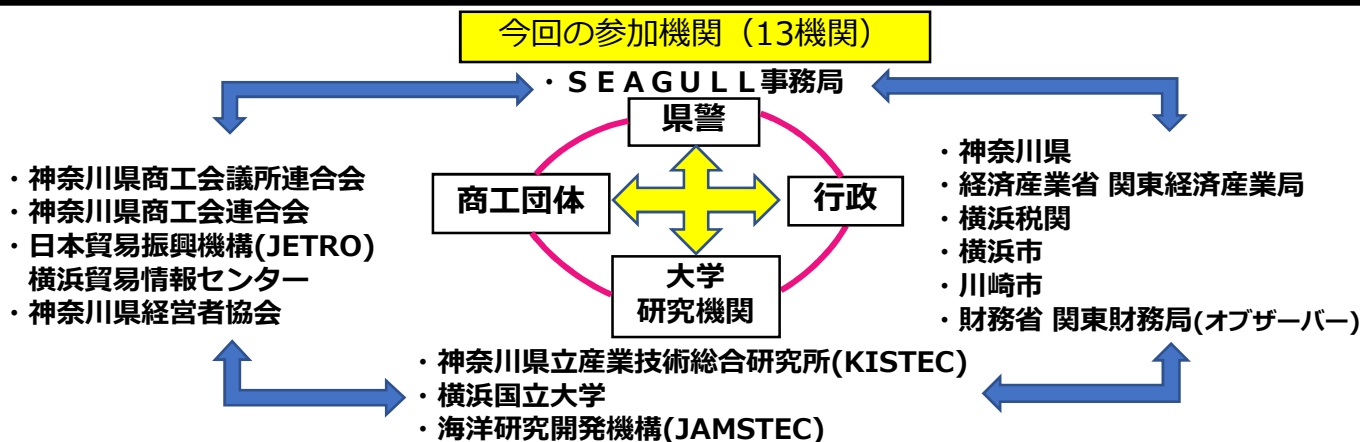 今回の参加機関（13機関）
・ＳＥＡＧＵＬＬ事務局
県警
商工団体
行政
大学
研究機関
・神奈川県商工会議所連合会
・神奈川県商工会連合会
・日本貿易振興機構(JETRO)
横浜貿易情報センター
・神奈川県経営者協会
・神奈川県
・経済産業省 関東経済産業局
・横浜税関
・横浜市
・川崎市
・財務省 関東財務局(オブザーバー)
・神奈川県立産業技術総合研究所(KISTEC)
・横浜国立大学
・海洋研究開発機構(JAMSTEC)